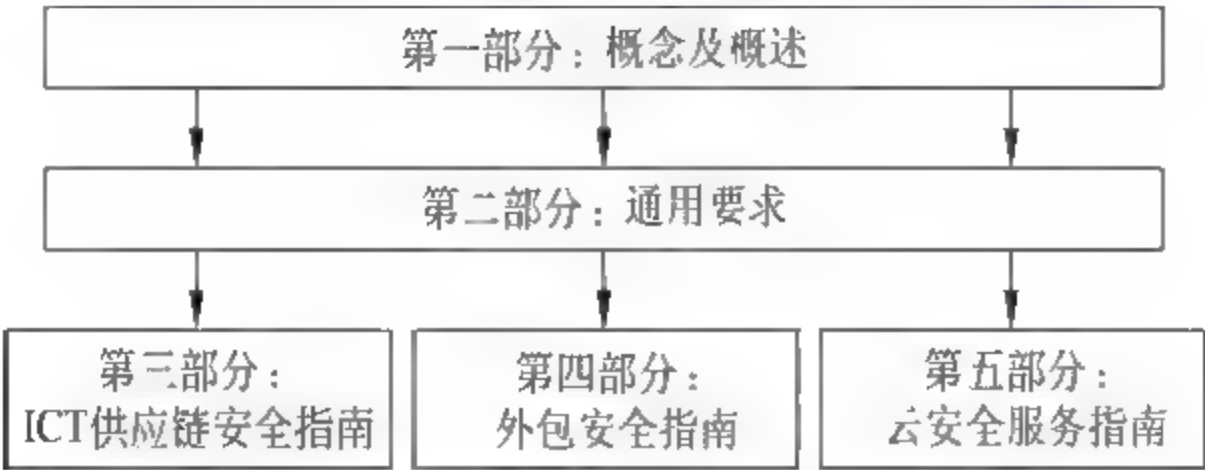 第一部分：概念及概述
第二部分：通用要求
第三部分：
ICT供应链安全指南
第四部分：
外包安全指南
第五部分：
云安全服务指南